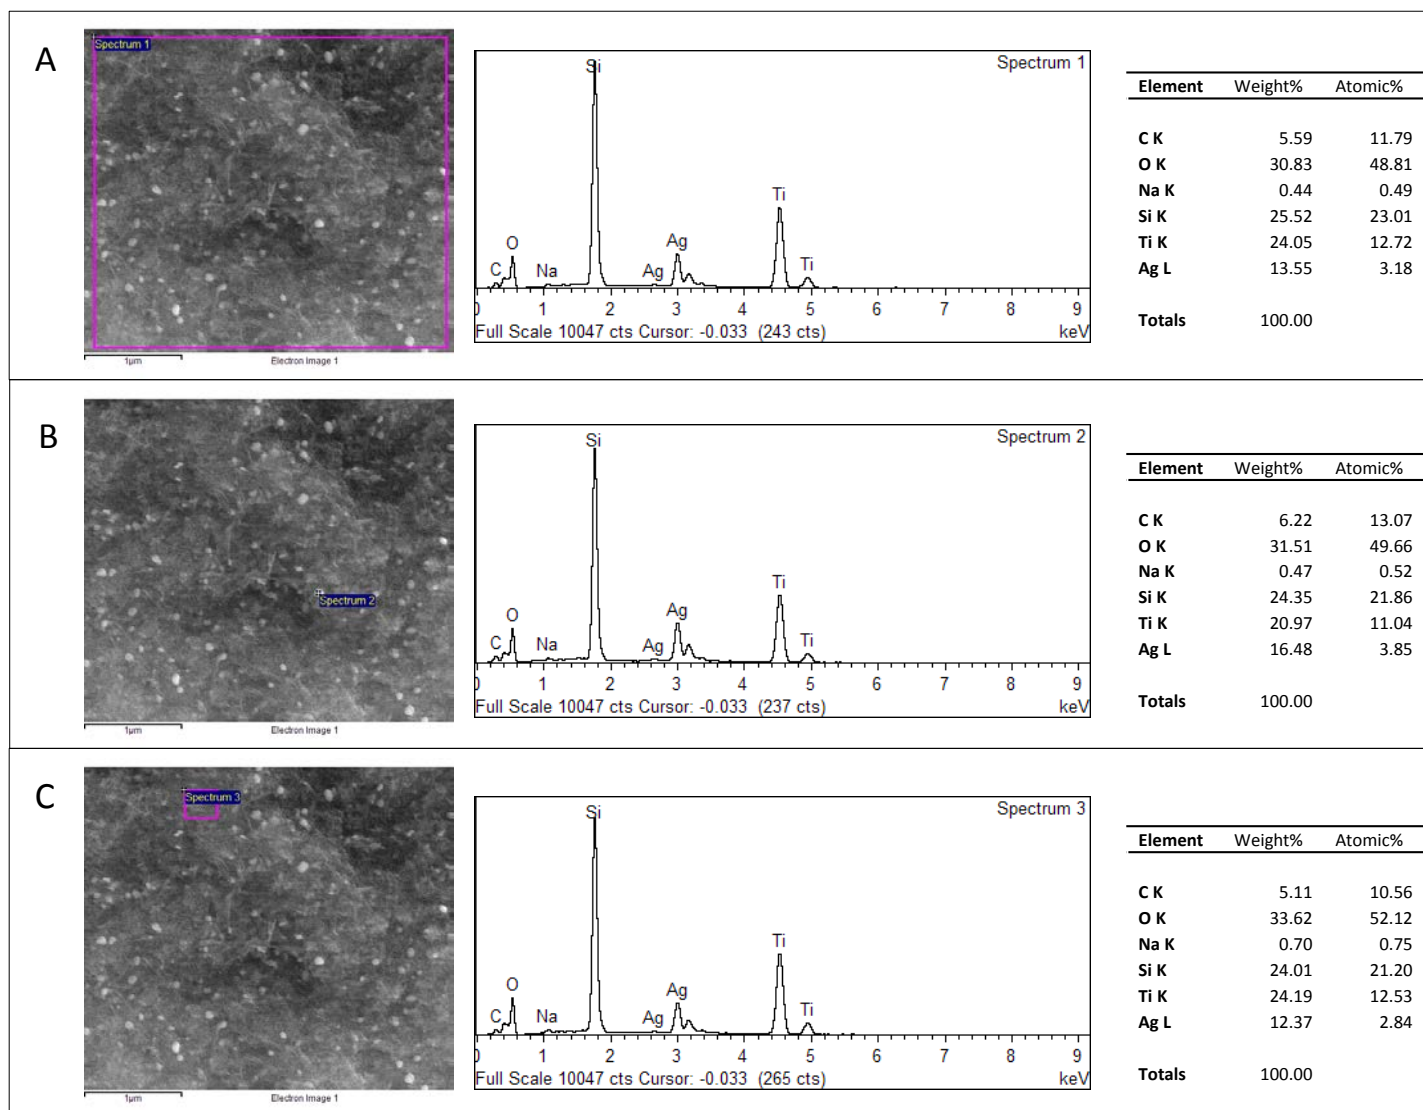 A
Spectrum 1
1µm
Electron Image 1
Spectrum 1
Si
Ti
Ag
O
C
Na
Ag
Ti
0 1 2 3 4 5 6 7 8 9
Full Scale 10047 cts Cursor: -0.033 (243 cts)
keV
Element Weight% Atomic%
C K 5.59 11.79
O K 30.83 48.81
Na K 0.44 0.49
Si K 25.52 23.01
Ti K 24.05 12.72
Ag L 13.55 3.18
Totals 100.00
B
Spectrum 2
1µm
Electron Image 1
Spectrum 2
Si
Ti
Ag
O
C
Na
Ag
Ti
0 1 2 3 4 5 6 7 8 9
Full Scale 10047 cts Cursor: -0.033 (237 cts)
keV
Element Weight% Atomic%
C K 6.22 13.07
O K 31.51 49.66
Na K 0.47 0.52
Si K 24.35 21.86
Ti K 20.97 11.04
Ag L 16.48 3.85
Totals 100.00
C
Spectrum 3
1µm
Electron Image 1
Spectrum 3
Si
Ti
Ag
O
C
Na
Ag
Ti
0 1 2 3 4 5 6 7 8 9
Full Scale 10047 cts Cursor: -0.033 (265 cts)
keV
Element Weight% Atomic%
C K 5.11 10.56
O K 33.62 52.12
Na K 0.70 0.75
Si K 24.01 21.20
Ti K 24.19 12.53
Ag L 12.37 2.84
Totals 100.00